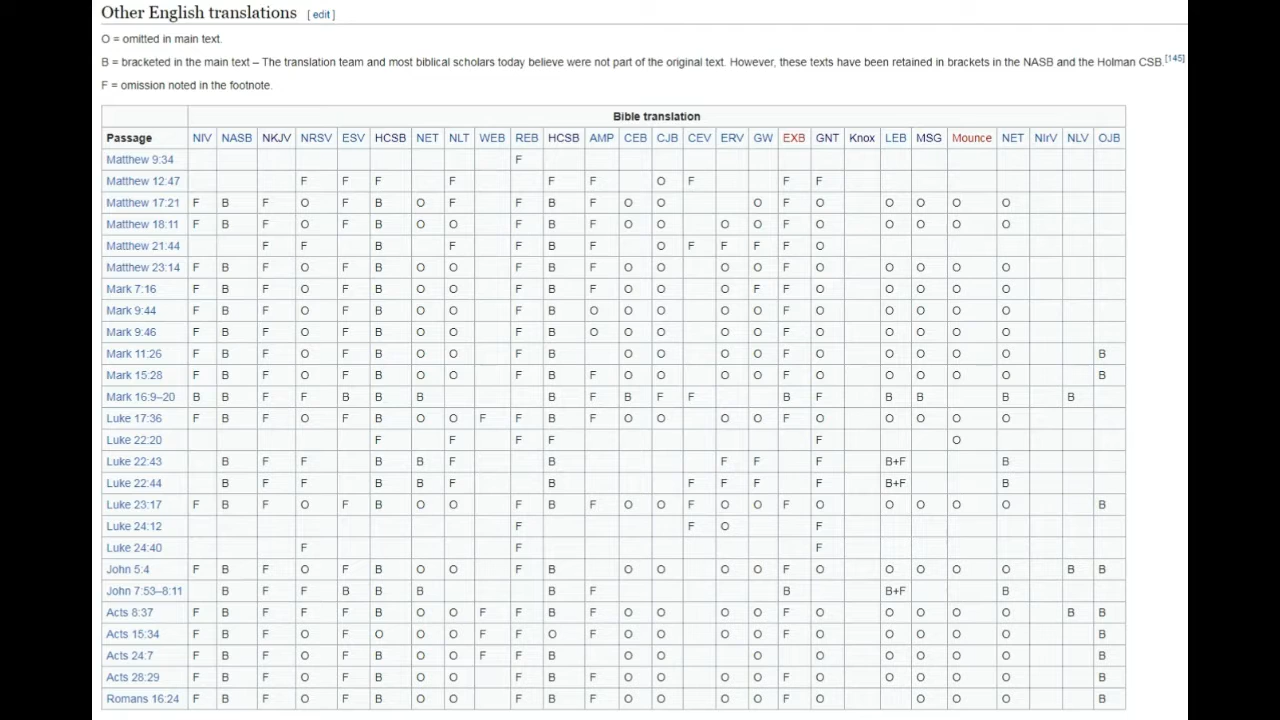 Other English translations [ edit ]
O = omitted in main text.
B = bracketed in the main text – The translation team and most biblical scholars today believe were not part of the original text. However, these texts have been retained in brackets in the NASB and the Holman CSB.[145]
F = omission noted in the footnote.
Bible translation
Passage NIV NASB NKJV NRSV ESV HCSB NET NLT WEB REB HCSB AMP CEB CJB CEV ERV GW EXB GNT Knox LEB MSG Mounce NET NIrV NLV OJB
Matthew 9:34 F
Matthew 12:47 F F F F F F O F F F
Matthew 17:21 F B F O F B O F F B F O O O F O O O O O
Matthew 18:11 F B F O F B O O F B F O O O O F O O O O O
Matthew 21:44 F F B F F B F O F F F F O
Matthew 23:14 F B F O F B O O F B F O O O O F O O O O O
Mark 7:16 F B F O F B O O F B F O O O F F O O O O O
Mark 9:44 F B F O F B O O F B O O O O O F O O O O O
Mark 9:46 F B F O F B O O F B O O O O O F O O O O O
Mark 11:26 F B F O F B O O F B O O O O F O O O O O B
Mark 15:28 F B F O F B O O F B F O O O O F O O O O O B
Mark 16:9–20 B B F F B B B B F B F F B F B B B B
Luke 17:36 F B F O F B O O F F B F O O O O F O O O O O
Luke 22:20 F F F F F O
Luke 22:43 B F F B B F B F F F B+F B
Luke 22:44 B F F B B F B F F F F B+F B
Luke 23:17 F B F O F B O O F B F O O F O O F O O O O O B
Luke 24:12 F F O F
Luke 24:40 F F F
John 5:4 F B F O F B O O F B O O O O F O O O O O B B
John 7:53–8:11 B F F B B B B F B B+F B
Acts 8:37 F B F F F B O O F F B F O O O O F O O O O O B B
Acts 15:34 F B F O F O O O F F O F O O O O F O O O O O B
Acts 24:7 F B F O F B O O F F B O O O O O O O O B
Acts 28:29 F B F O F B O O F B F O O O O F O O O O O B
Romans 16:24 F B F O F B O O F B F O O O O F O O O O B